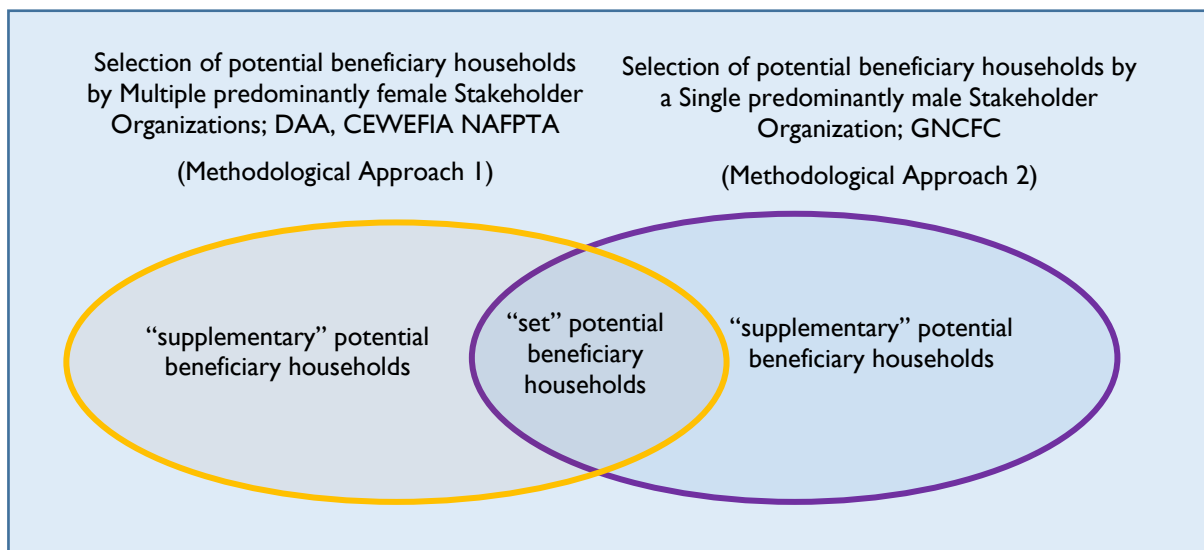 Selection of potential beneficiary households
by Multiple predominantly female Stakeholder
Organizations; DAA, CEWEFIA NAFPTA
(Methodological Approach 1)
Selection of potential beneficiary households by
a Single predominantly male Stakeholder
Organization; GNCFC
(Methodological Approach 2)
“supplementary” potential
beneficiary households
“set” potential
beneficiary
households
“supplementary” potential
beneficiary households